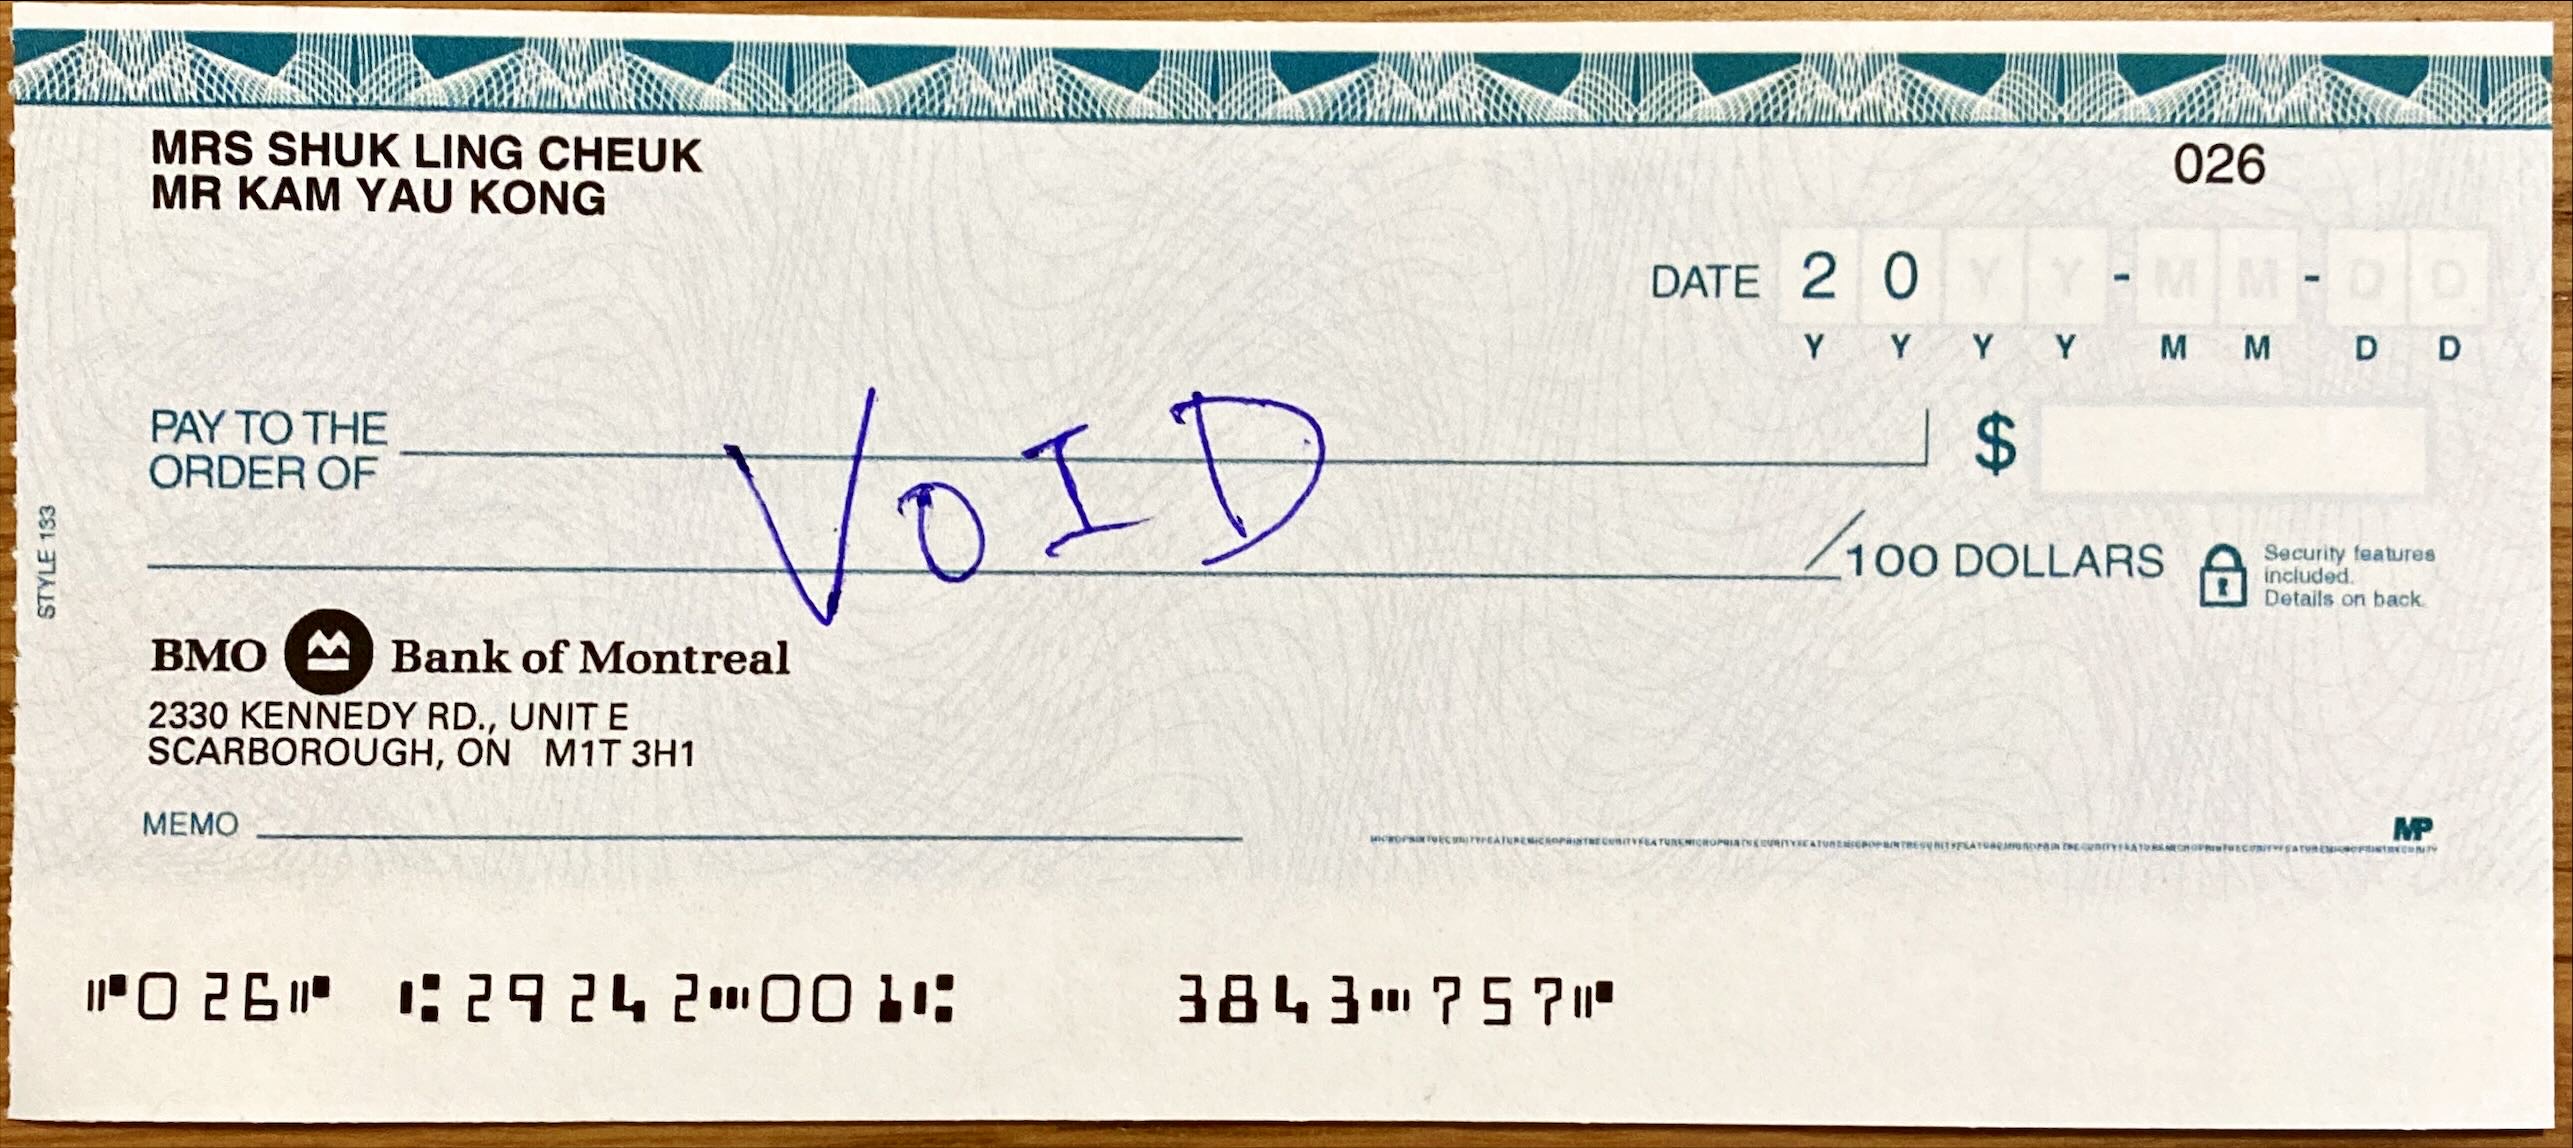 MRS SHUK LING CHEUK
MR KAM YAU KONG
026
DATE 2 0 Y Y - M M - D D
Y Y Y Y M M D D
PAY TO THE
ORDER OF
$
VOID
/100 DOLLARS
Security features
included.
Details on back.
STYLE 133
BMO Bank of Montreal
2330 KENNEDY RD., UNIT E
SCARBOROUGH, ON M1T 3H1
MEMO
MP
⑈026⑈ ⑆29242⑉001⑆ 3843⑉757⑈